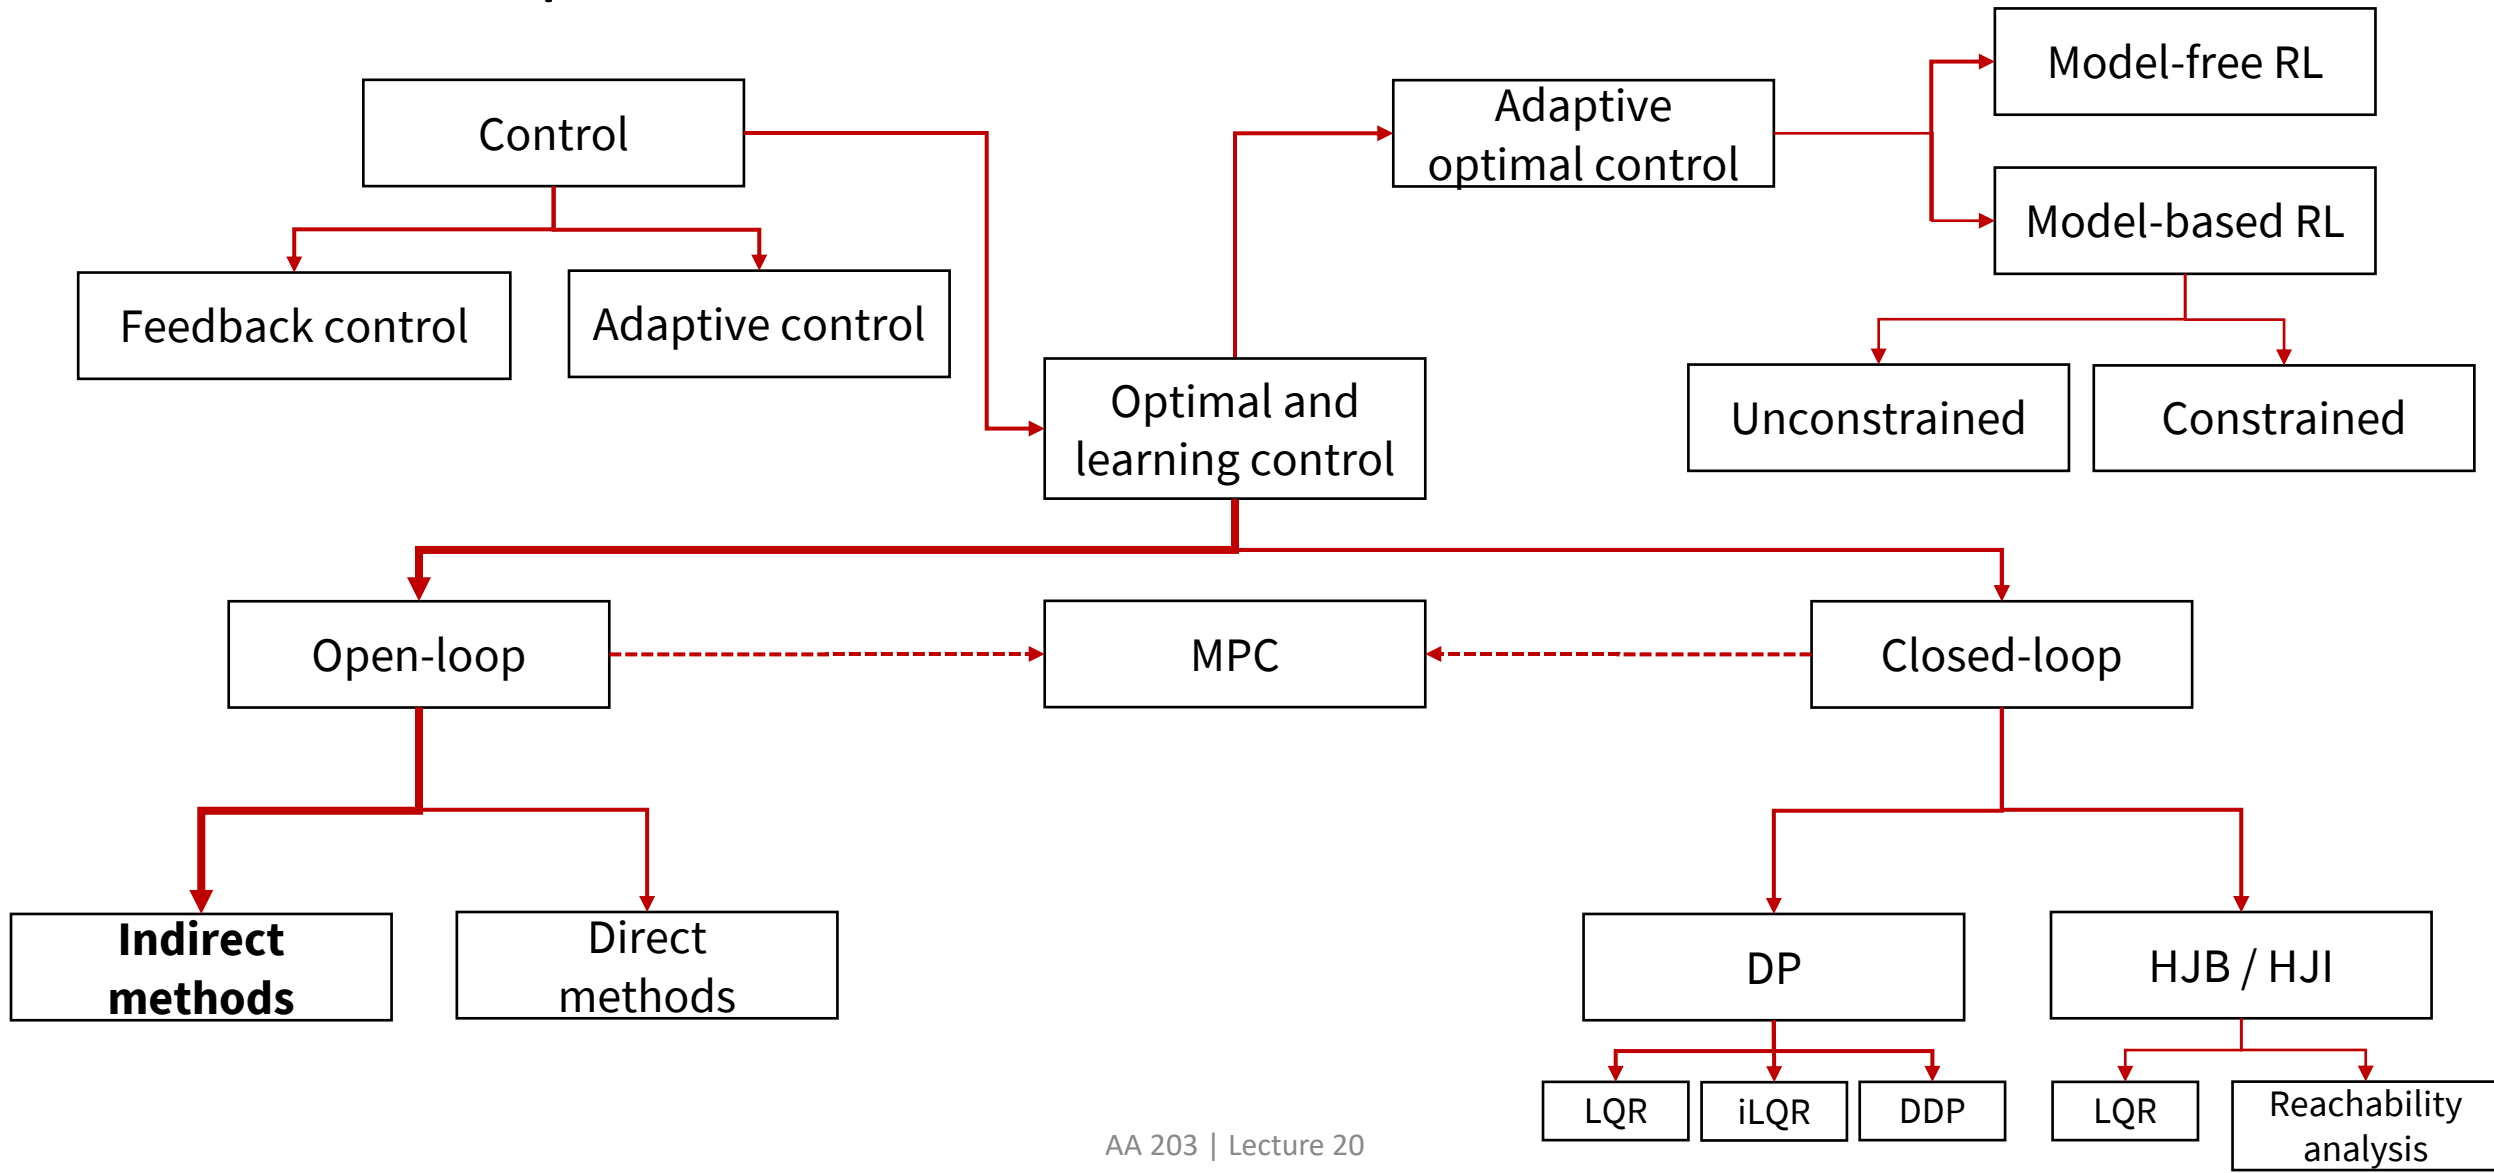 Model-free RL
Control
Adaptive
optimal control
Model-based RL
Feedback control
Adaptive control
Optimal and
learning control
Unconstrained
Constrained
Open-loop
MPC
Closed-loop
Indirect
methods
Direct
methods
DP
HJB / HJI
LQR
iLQR
DDP
LQR
Reachability
analysis
AA 203 | Lecture 20